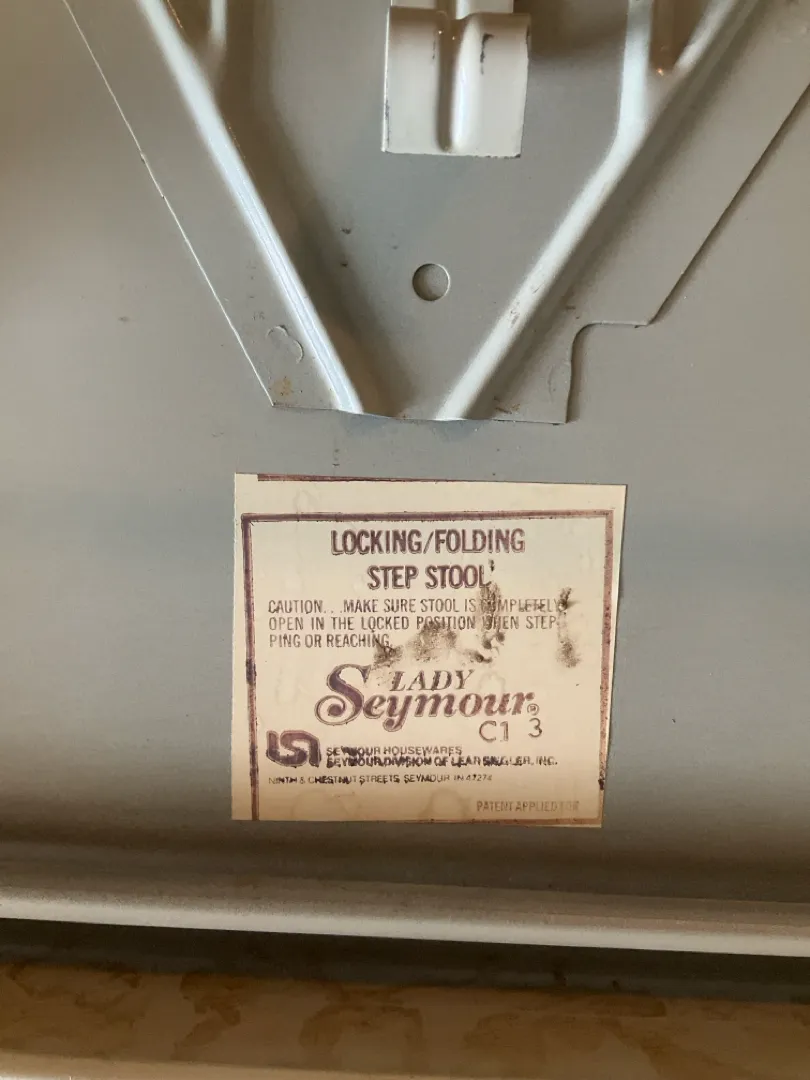 LOCKING/FOLDING
STEP STOOL
CAUTION...MAKE SURE STOOL IS COMPLETELY
OPEN IN THE LOCKED POSITION WHEN STEP-
PING OR REACHING.
LADY
Seymour®
C1 3
LSI SEYMOUR HOUSEWARES
SEYMOUR DIVISION OF LEAR SIEGLER, INC.
NINTH & CHESTNUT STREETS SEYMOUR IN 47274
PATENT APPLIED FOR